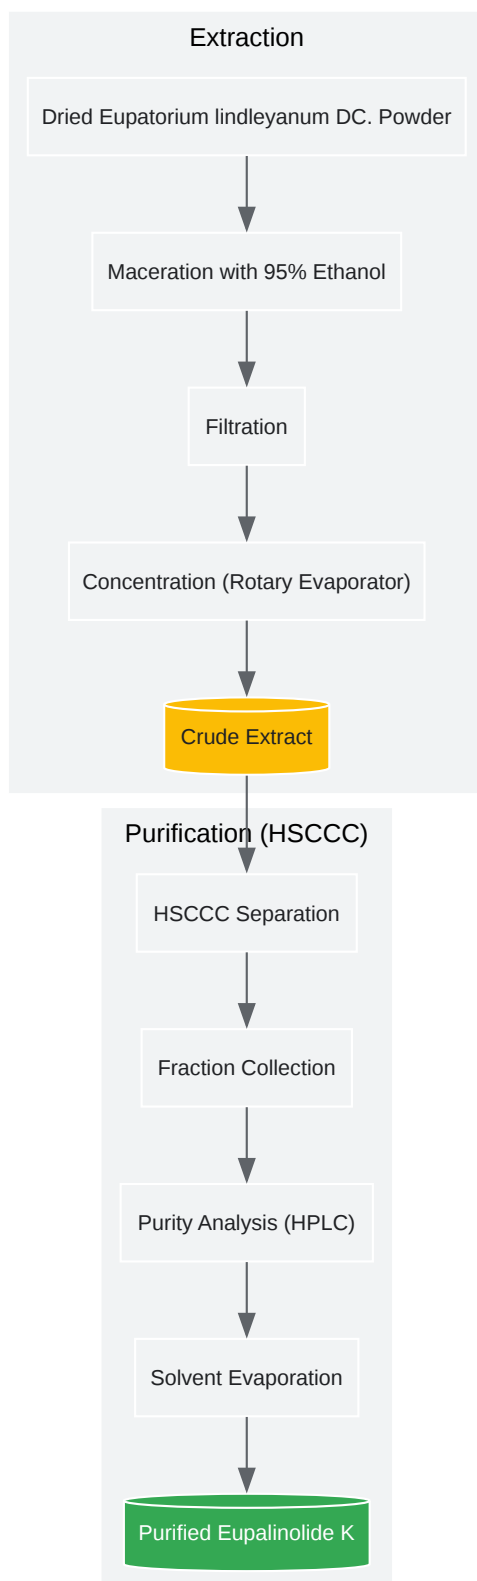 Extraction
Dried Eupatorium lindleyanum DC. Powder
Maceration with 95% Ethanol
Filtration
Concentration (Rotary Evaporator)
Crude Extract
Purification (HSCCC)
HSCCC Separation
Fraction Collection
Purity Analysis (HPLC)
Solvent Evaporation
Purified Eupalinolide K